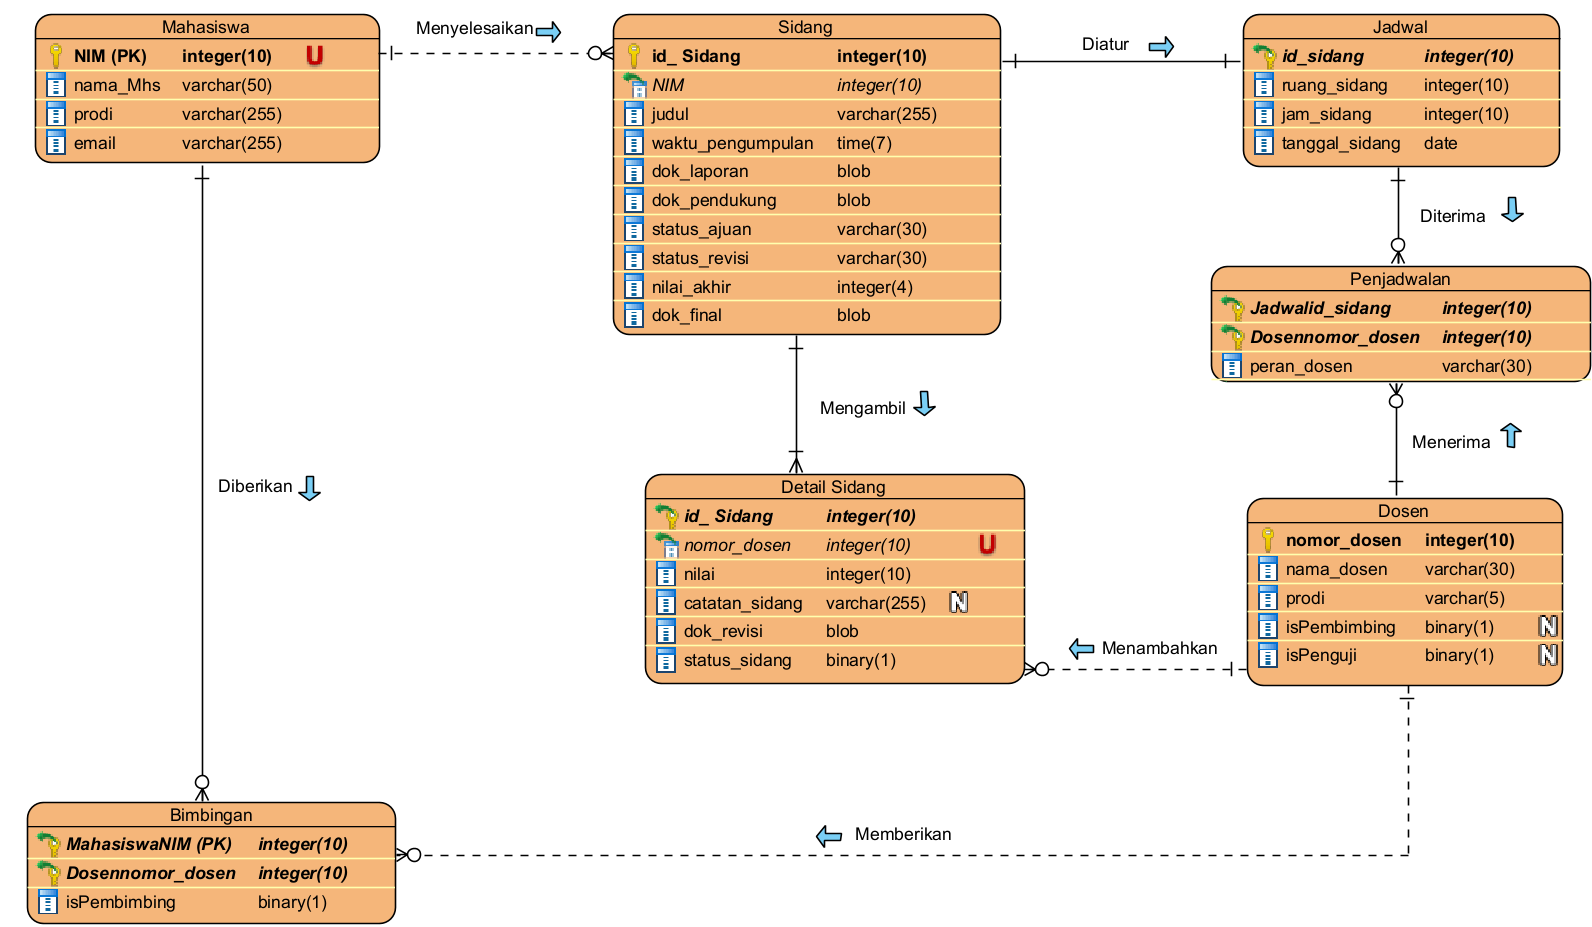 Mahasiswa
NIM (PK) integer(10) U
nama_Mhs varchar(50)
prodi varchar(255)
email varchar(255)
Menyelesaikan
Sidang
id_ Sidang integer(10)
NIM integer(10)
judul varchar(255)
waktu_pengumpulan time(7)
dok_laporan blob
dok_pendukung blob
status_ajuan varchar(30)
status_revisi varchar(30)
nilai_akhir integer(4)
dok_final blob
Diatur
Jadwal
id_sidang integer(10)
ruang_sidang integer(10)
jam_sidang integer(10)
tanggal_sidang date
Diterima
Penjadwalan
Jadwalid_sidang integer(10)
Dosennomor_dosen integer(10)
peran_dosen varchar(30)
Mengambil
Menerima
Diberikan
Detail Sidang
id_ Sidang integer(10)
nomor_dosen integer(10) U
nilai integer(10)
catatan_sidang varchar(255) N
dok_revisi blob
status_sidang binary(1)
Dosen
nomor_dosen integer(10)
nama_dosen varchar(30)
prodi varchar(5)
isPembimbing binary(1) N
isPenguji binary(1) N
Menambahkan
Bimbingan
MahasiswaNIM (PK) integer(10)
Dosennomor_dosen integer(10)
isPembimbing binary(1)
Memberikan